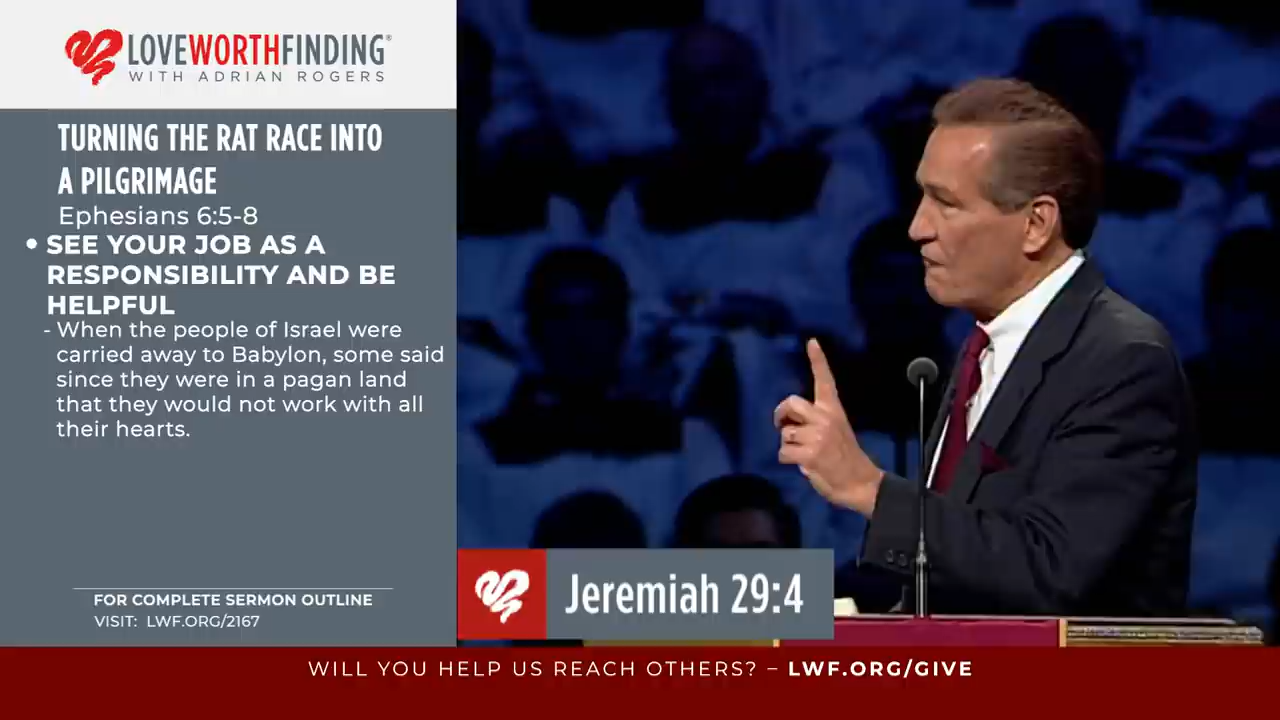 LOVEWORTHFINDING®
WITH ADRIAN ROGERS
TURNING THE RAT RACE INTO
A PILGRIMAGE
Ephesians 6:5-8
• SEE YOUR JOB AS A
RESPONSIBILITY AND BE
HELPFUL
- When the people of Israel were
carried away to Babylon, some said
since they were in a pagan land
that they would not work with all
their hearts.
FOR COMPLETE SERMON OUTLINE
VISIT: LWF.ORG/2167
Jeremiah 29:4
WILL YOU HELP US REACH OTHERS? – LWF.ORG/GIVE